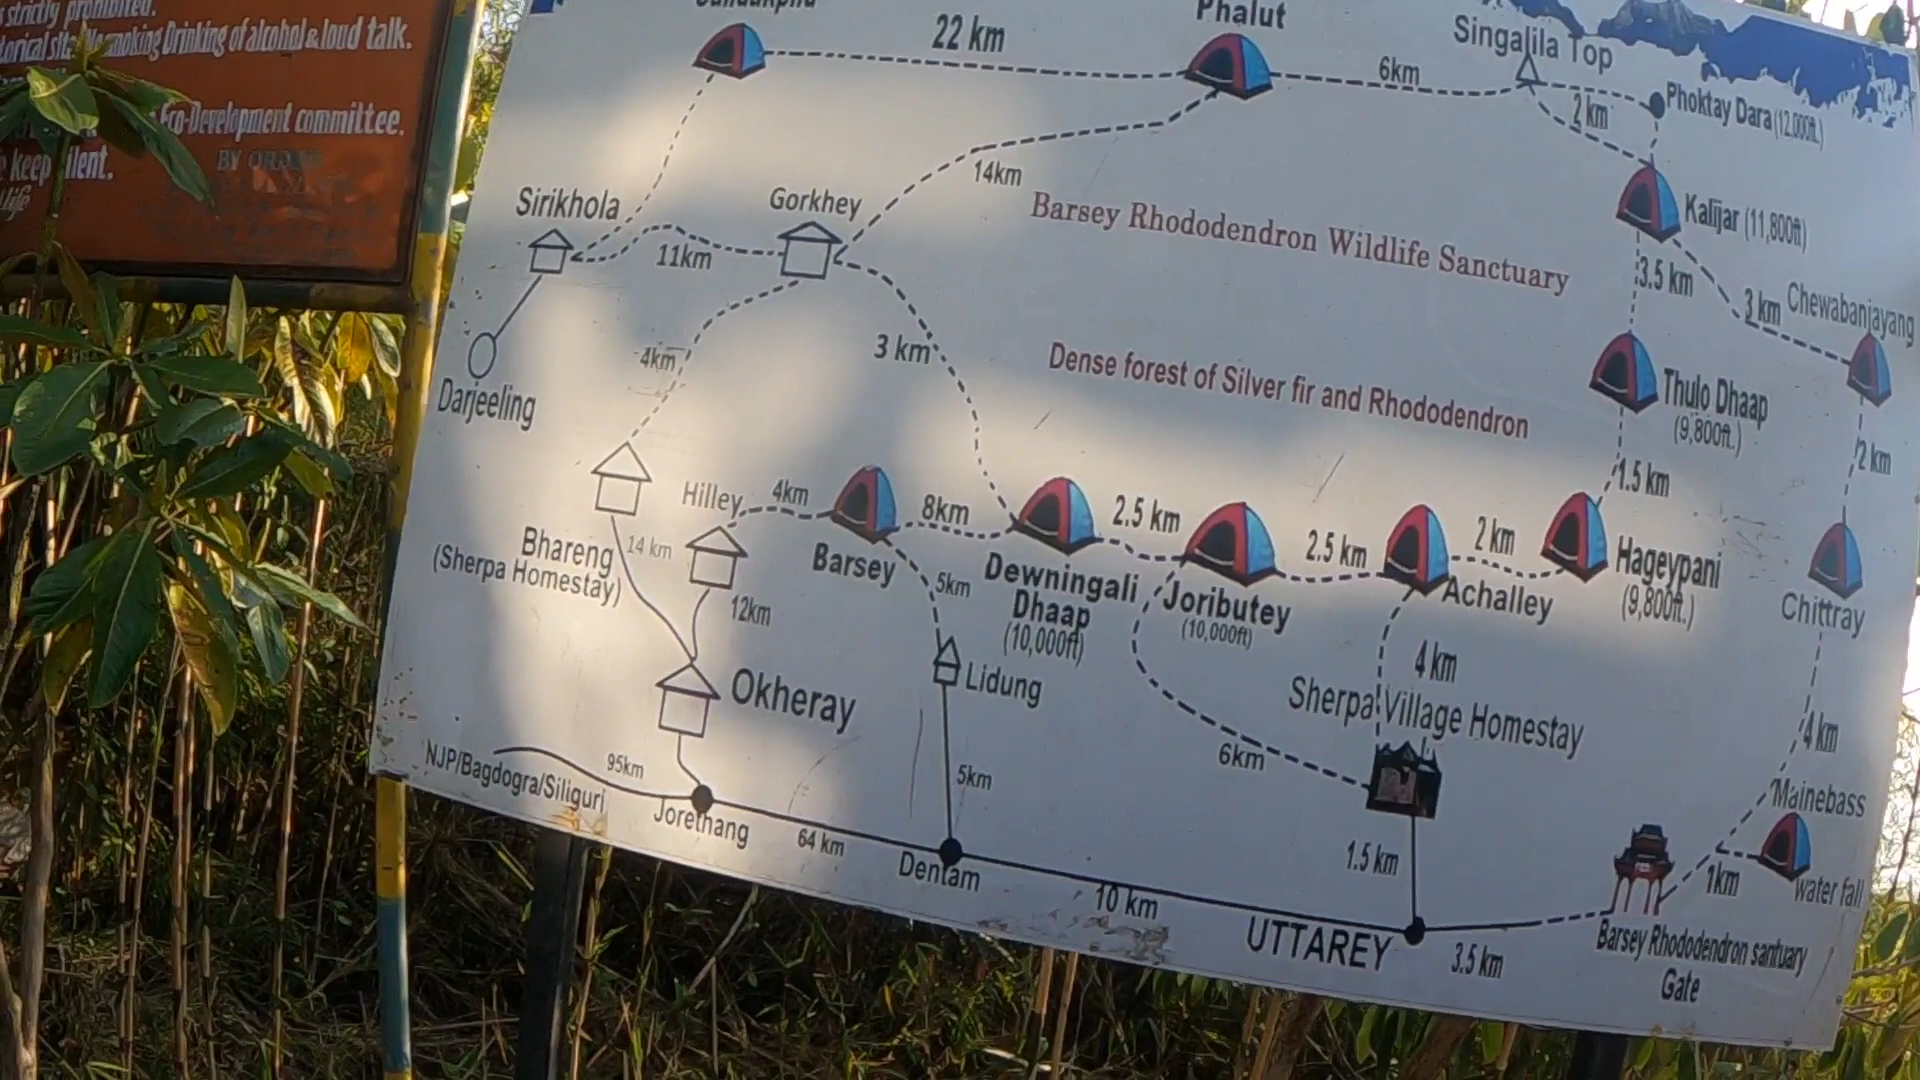 strictly prohibited.
smoking Drinking of alcohol & loud talk.
Eco-Development committee.
keep
BY ORDER
life
Phalut
22 km
Singalila Top
6km
2 km
Phoktay Dara (12,000ft.)
14km
Sirikhola
Gorkhey
Barsey Rhododendron Wildlife Sanctuary
Kalijar (11,800ft)
11km
3.5 km
3 km
Chewabanjayang
4km
3 km
Dense forest of Silver fir and Rhododendron
Thulo Dhaap
(9,800ft.)
Darjeeling
2 km
1.5 km
Hilley
4km
8km
2.5 km
2.5 km
2 km
Bhareng
(Sherpa Homestay)
14 km
Barsey
5km
Dewningali
Dhaap
(10,000ft)
Joributey
(10,000ft)
Achalley
Hageypani
(9,800ft.)
Chittray
12km
4 km
Okheray
Lidung
Sherpa Village Homestay
4 km
6km
NJP/Bagdogra/Siliguri
95km
5km
Mainebass
Jorethang
64 km
Dentam
1.5 km
1km
water fall
10 km
UTTAREY
3.5 km
Barsey Rhododendron santuary
Gate